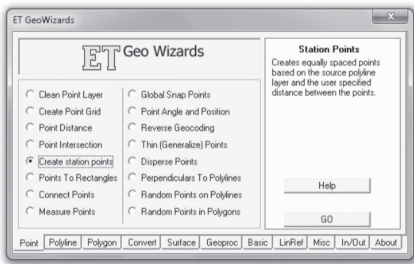 ET GeoWizards
ET Geo Wizards
Clean Point Layer
Create Point Grid
Point Distance
Point Intersection
Create station points
Points To Rectangles
Connect Points
Measure Points
Global Snap Points
Point Angle and Position
Reverse Geocoding
Thin (Generalize) Points
Disperse Points
Perpendiculars To Polylines
Random Points on Polylines
Random Points in Polygons
Station Points
Creates equally spaced points
based on the source polyline
layer and the user specified
distance between the points.
Help
GO
Point Polyline Polygon Convert Surface Geoproc Basic LinRef Misc In/Out About